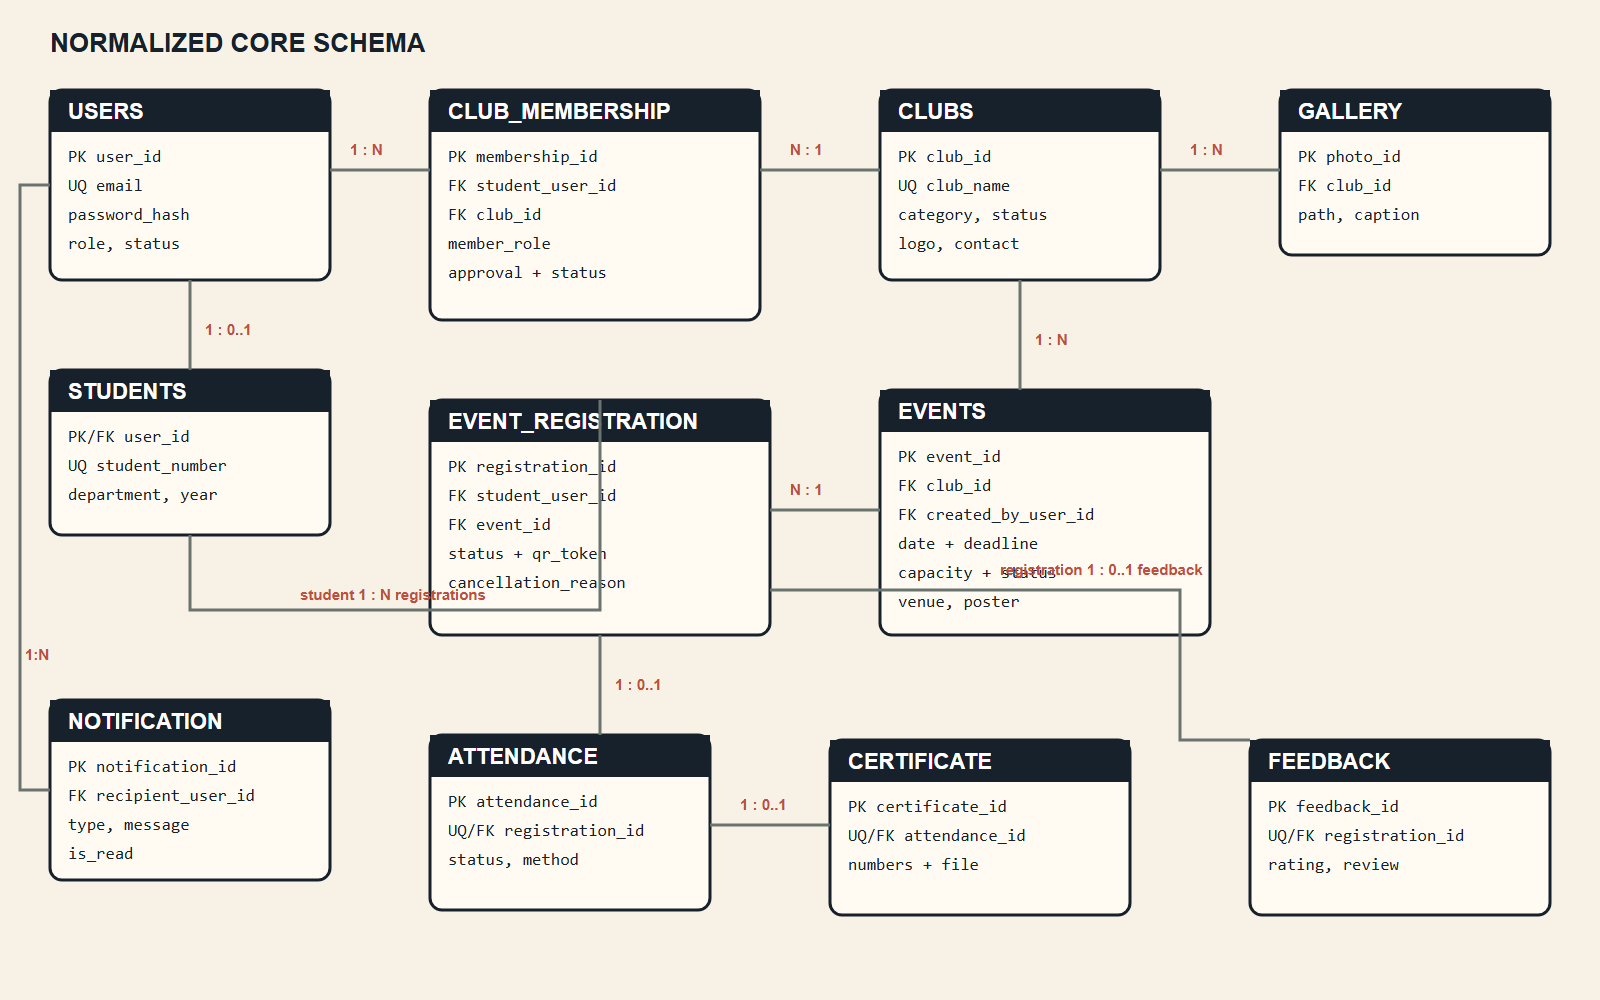 NORMALIZED CORE SCHEMA
USERS
PK user_id
UQ email
password_hash
role, status
1 : N
CLUB_MEMBERSHIP
PK membership_id
FK student_user_id
FK club_id
member_role
approval + status
N : 1
CLUBS
PK club_id
UQ club_name
category, status
logo, contact
1 : N
GALLERY
PK photo_id
FK club_id
path, caption
1 : 0..1
1 : N
STUDENTS
PK/FK user_id
UQ student_number
department, year
EVENT_REGISTRATION
PK registration_id
FK student_user_id
FK event_id
status + qr_token
cancellation_reason
student 1 : N registrations
N : 1
EVENTS
PK event_id
FK club_id
FK created_by_user_id
date + deadline
capacity + status
registration 1 : 0..1 feedback
venue, poster
1:N
1 : 0..1
NOTIFICATION
PK notification_id
FK recipient_user_id
type, message
is_read
ATTENDANCE
PK attendance_id
UQ/FK registration_id
status, method
1 : 0..1
CERTIFICATE
PK certificate_id
UQ/FK attendance_id
numbers + file
FEEDBACK
PK feedback_id
UQ/FK registration_id
rating, review